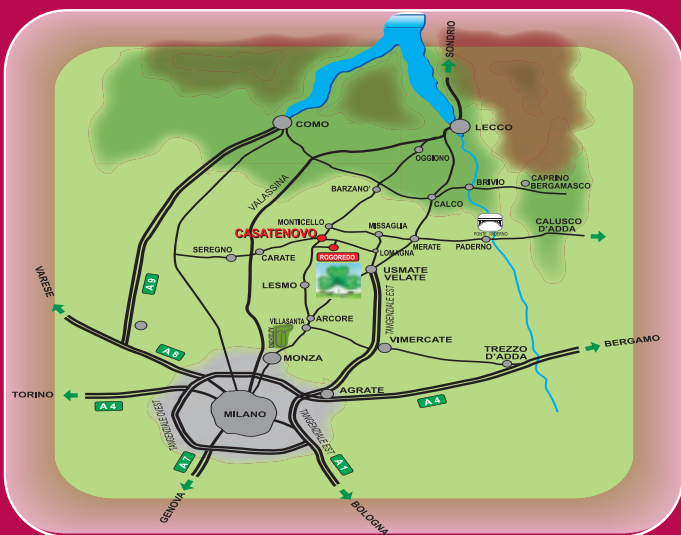 SONDRIO
COMO
LECCO
OGGIONO
VALASSINA
BARZANO'
BRIVIO
CAPRINO
BERGAMASCO
CALCO
MONTICELLO
MISSAGLIA
CASATENOVO
PONTE PADERNO
CALUSCO
D'ADDA
SEREGNO
CARATE
ROGOREDO
LOMAGNA
MERATE
PADERNO
VARESE
A9
LESMO
USMATE
VELATE
TANGENZIALE EST
VILLASANTA
ARCORE
A8
MONZA
VIMERCATE
TREZZO
D'ADDA
BERGAMO
TORINO
A4
AGRATE
A4
MILANO
TANGENZIALE OVEST
TANGENZIALE EST
A7
A1
GENOVA
BOLOGNA